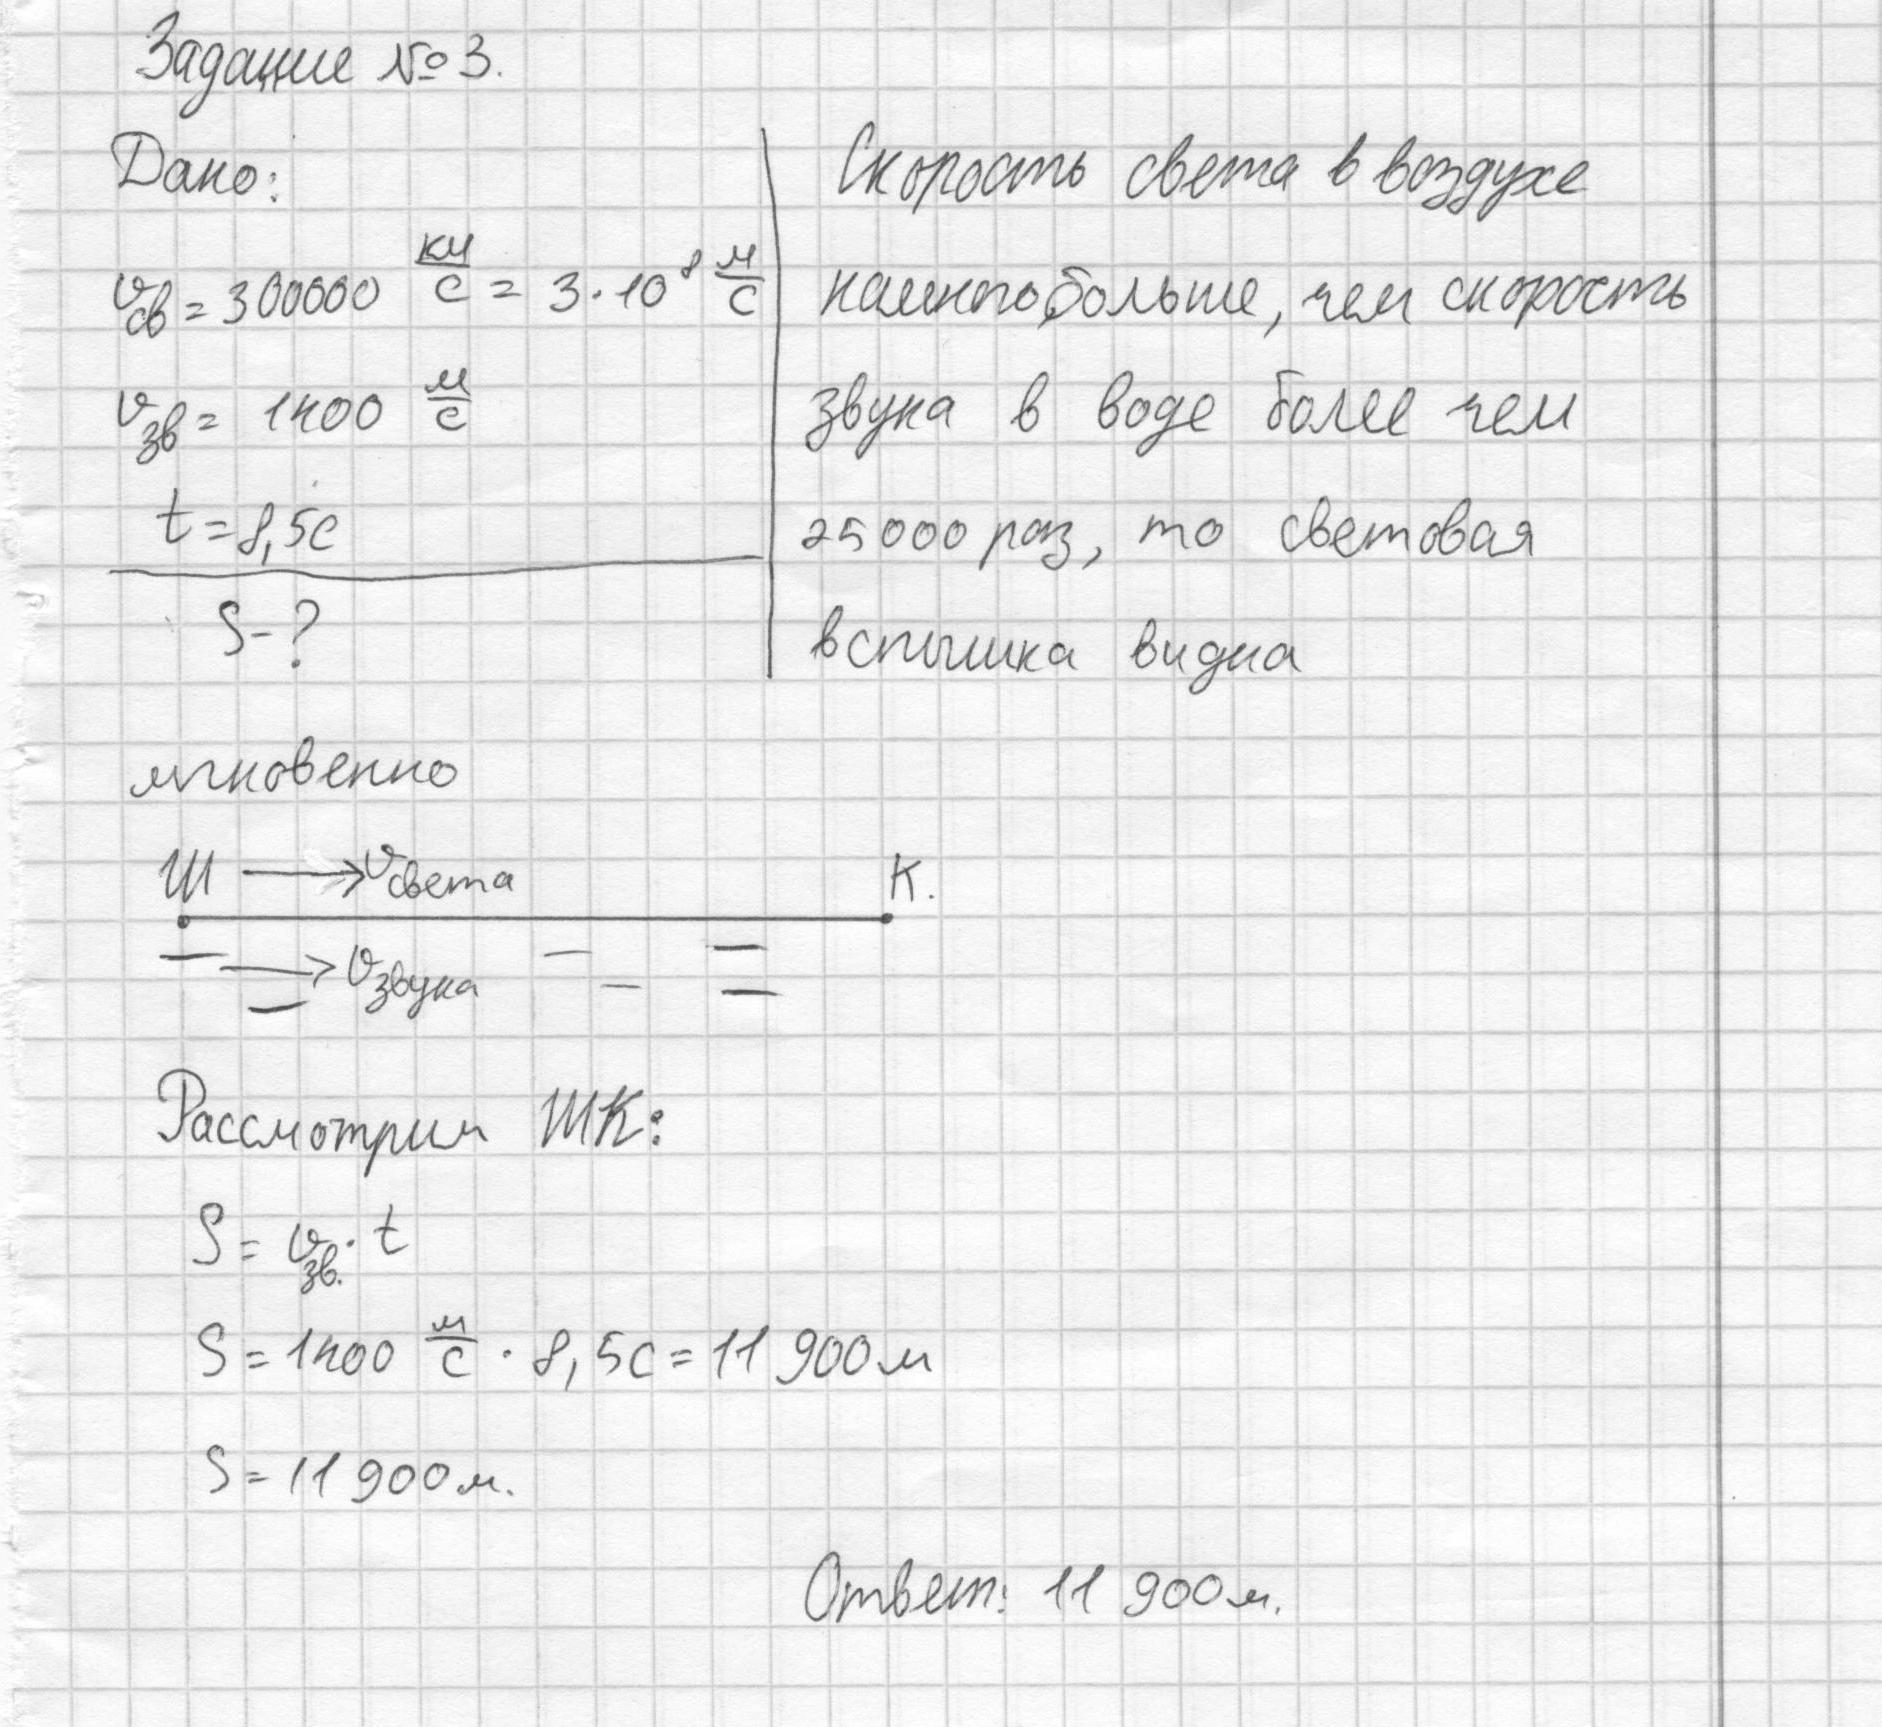 Задание №3.
Дано:
υсв = 300000 км/с = 3·10⁸ м/с
υзв = 1400 м/с
t = 8,5с
S-?
Скорость света в воздухе
намного больше, чем скорость
звука в воде более чем
25000 раз, то световая
вспышка видна
мгновенно
Ш → υсвета К.
→ υзвука
Рассмотрим ШК:
S = υзв. · t
S = 1400 м/с · 8,5с = 11 900м
S = 11 900м.
Ответ: 11 900м.